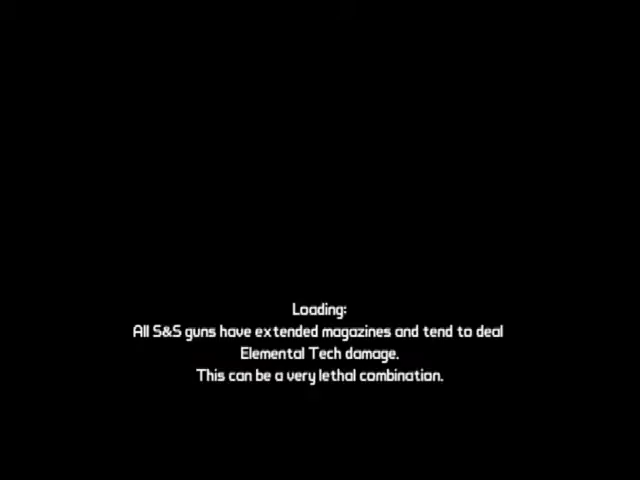 Loading:
All S&S guns have extended magazines and tend to deal
Elemental Tech damage.
This can be a very lethal combination.